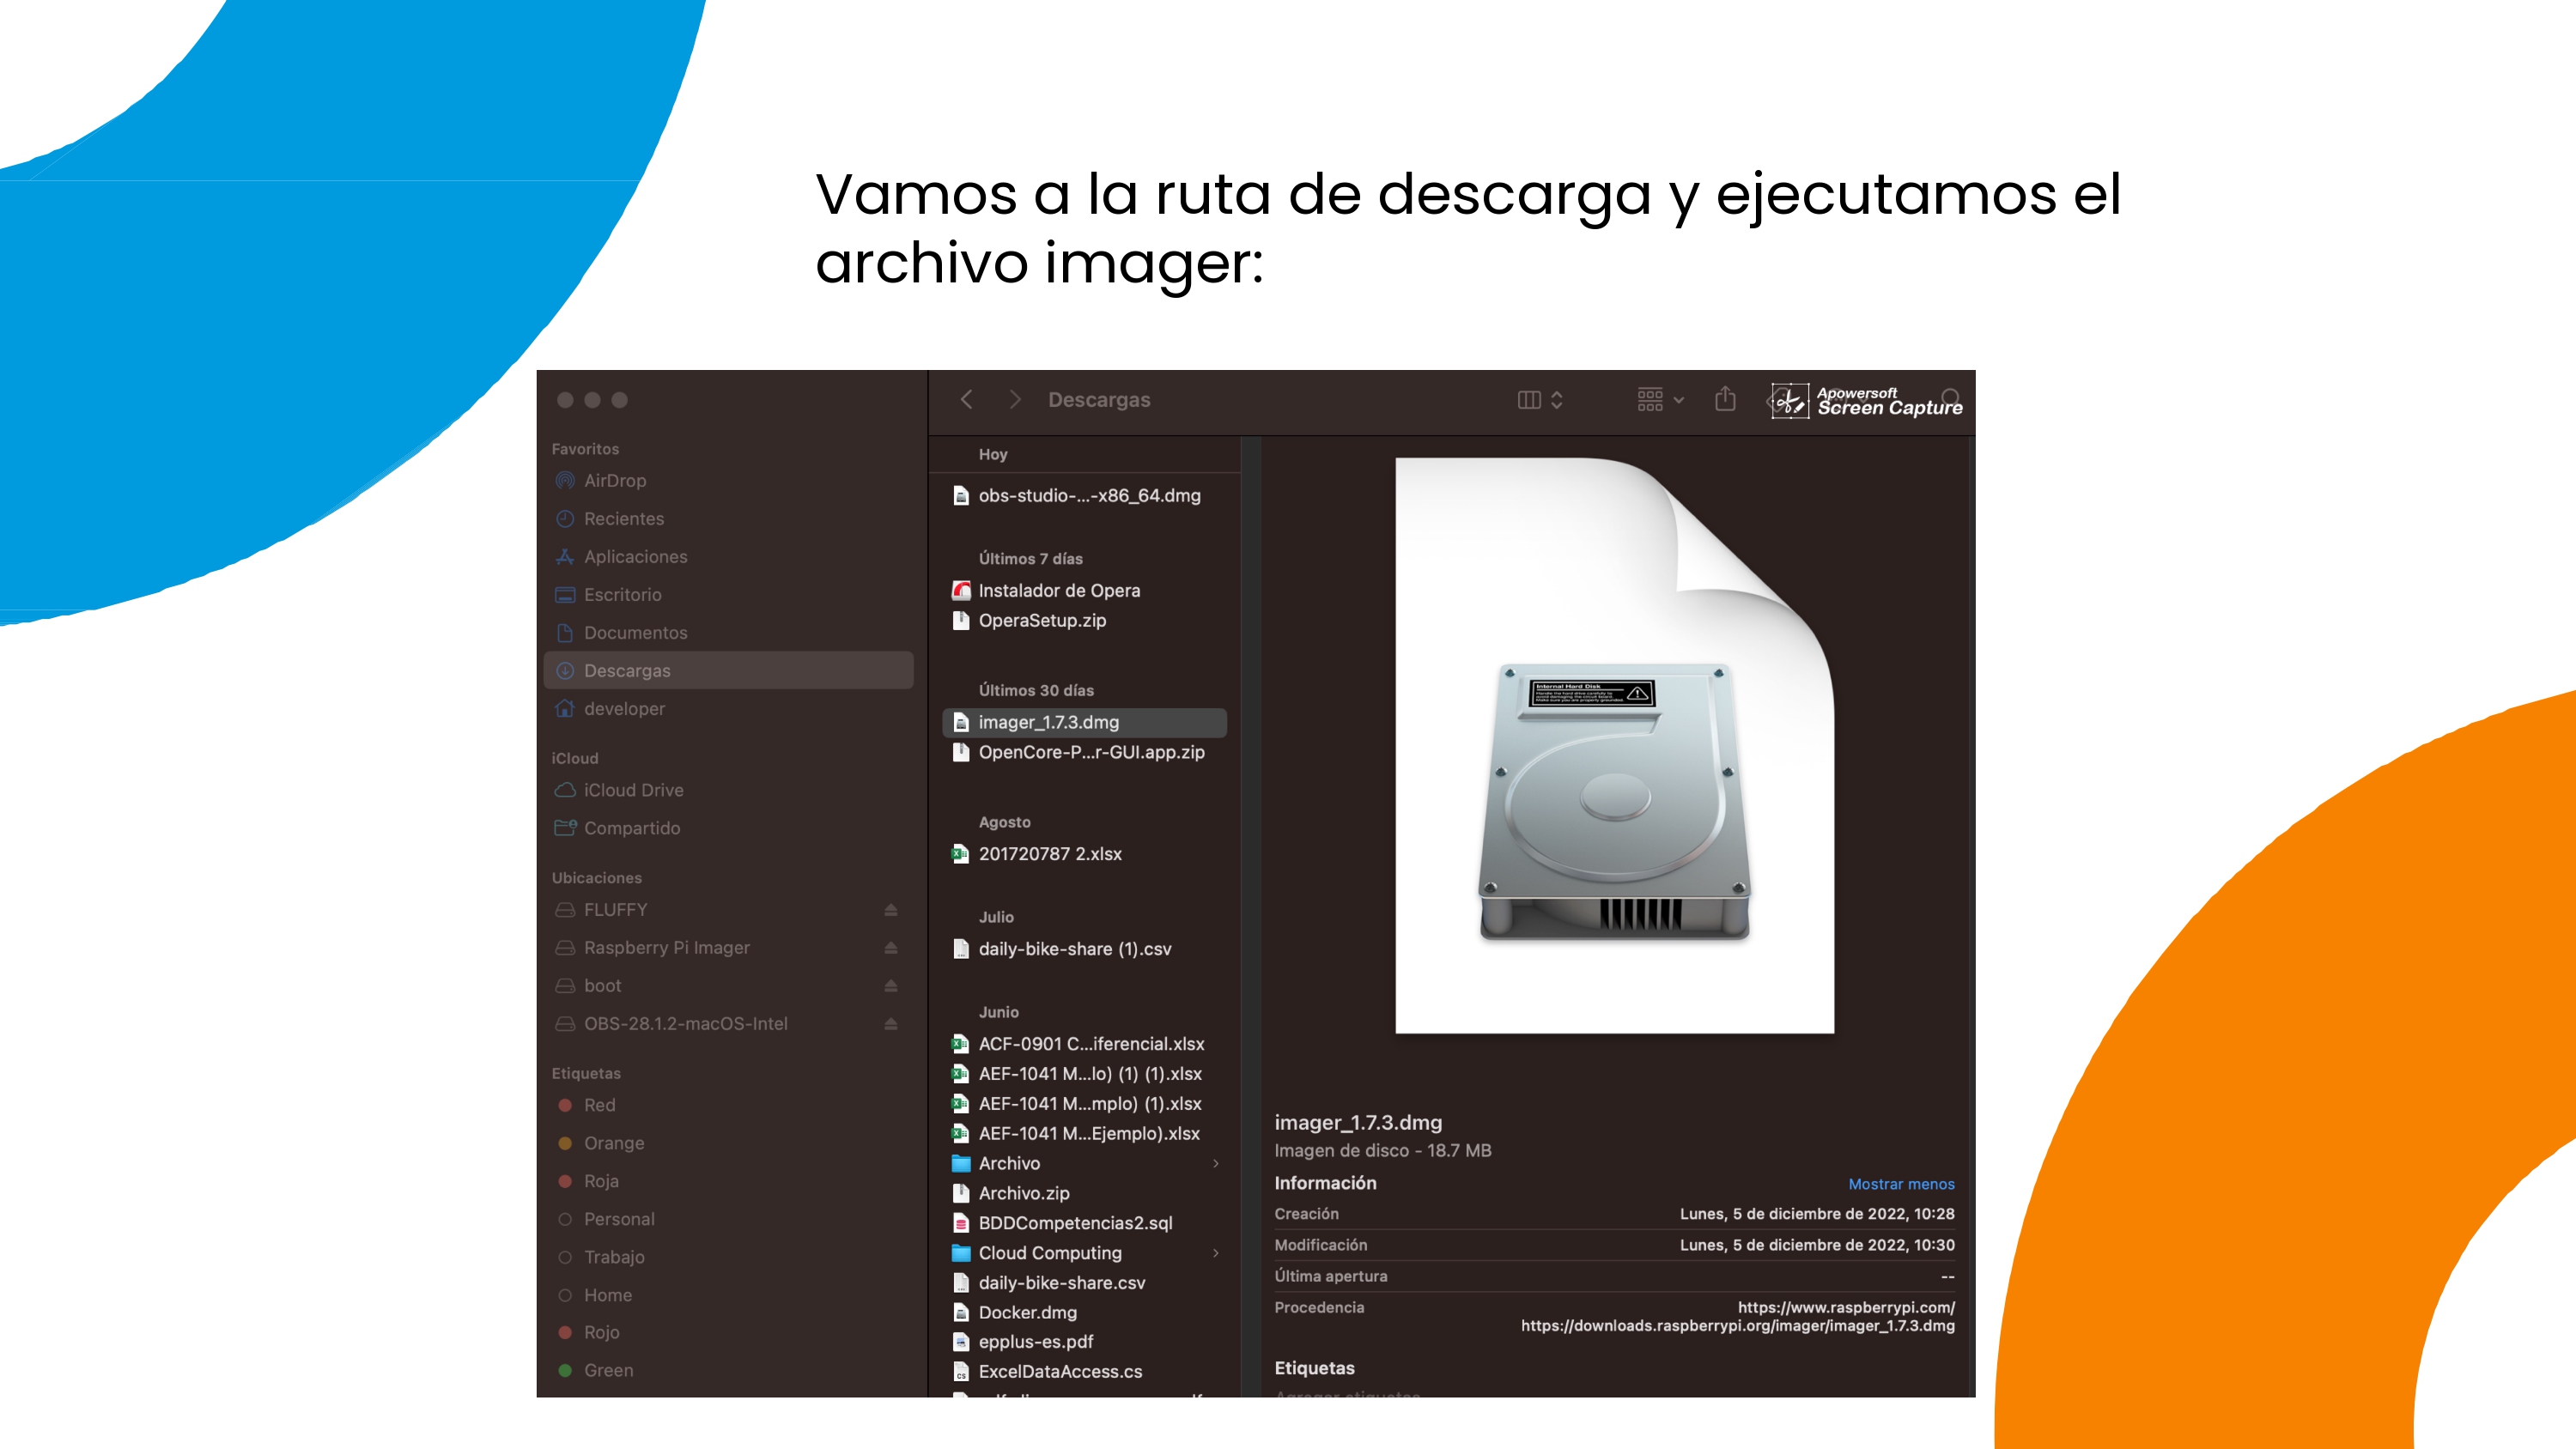 Vamos a la ruta de descarga y ejecutamos el
archivo imager:
Descargas
Apowersoft
Screen Capture
Favoritos
AirDrop
Recientes
Aplicaciones
Escritorio
Documentos
Descargas
developer
iCloud
iCloud Drive
Compartido
Ubicaciones
FLUFFY
Raspberry Pi Imager
boot
OBS-28.1.2-macOS-Intel
Etiquetas
Red
Orange
Roja
Personal
Trabajo
Home
Rojo
Green
Hoy
obs-studio-...-x86_64.dmg
Últimos 7 días
Instalador de Opera
OperaSetup.zip
Últimos 30 días
imager_1.7.3.dmg
OpenCore-P...r-GUI.app.zip
Agosto
201720787 2.xlsx
Julio
daily-bike-share (1).csv
Junio
ACF-0901 C...iferencial.xlsx
AEF-1041 M...lo) (1) (1).xlsx
AEF-1041 M...mplo) (1).xlsx
AEF-1041 M...Ejemplo).xlsx
Archivo
Archivo.zip
BDDCompetencias2.sql
Cloud Computing
daily-bike-share.csv
Docker.dmg
epplus-es.pdf
ExcelDataAccess.cs
Internal Hard Disk
imager_1.7.3.dmg
Imagen de disco - 18.7 MB
Información Mostrar menos
Creación Lunes, 5 de diciembre de 2022, 10:28
Modificación Lunes, 5 de diciembre de 2022, 10:30
Última apertura --
Procedencia https://www.raspberrypi.com/
https://downloads.raspberrypi.org/imager/imager_1.7.3.dmg
Etiquetas